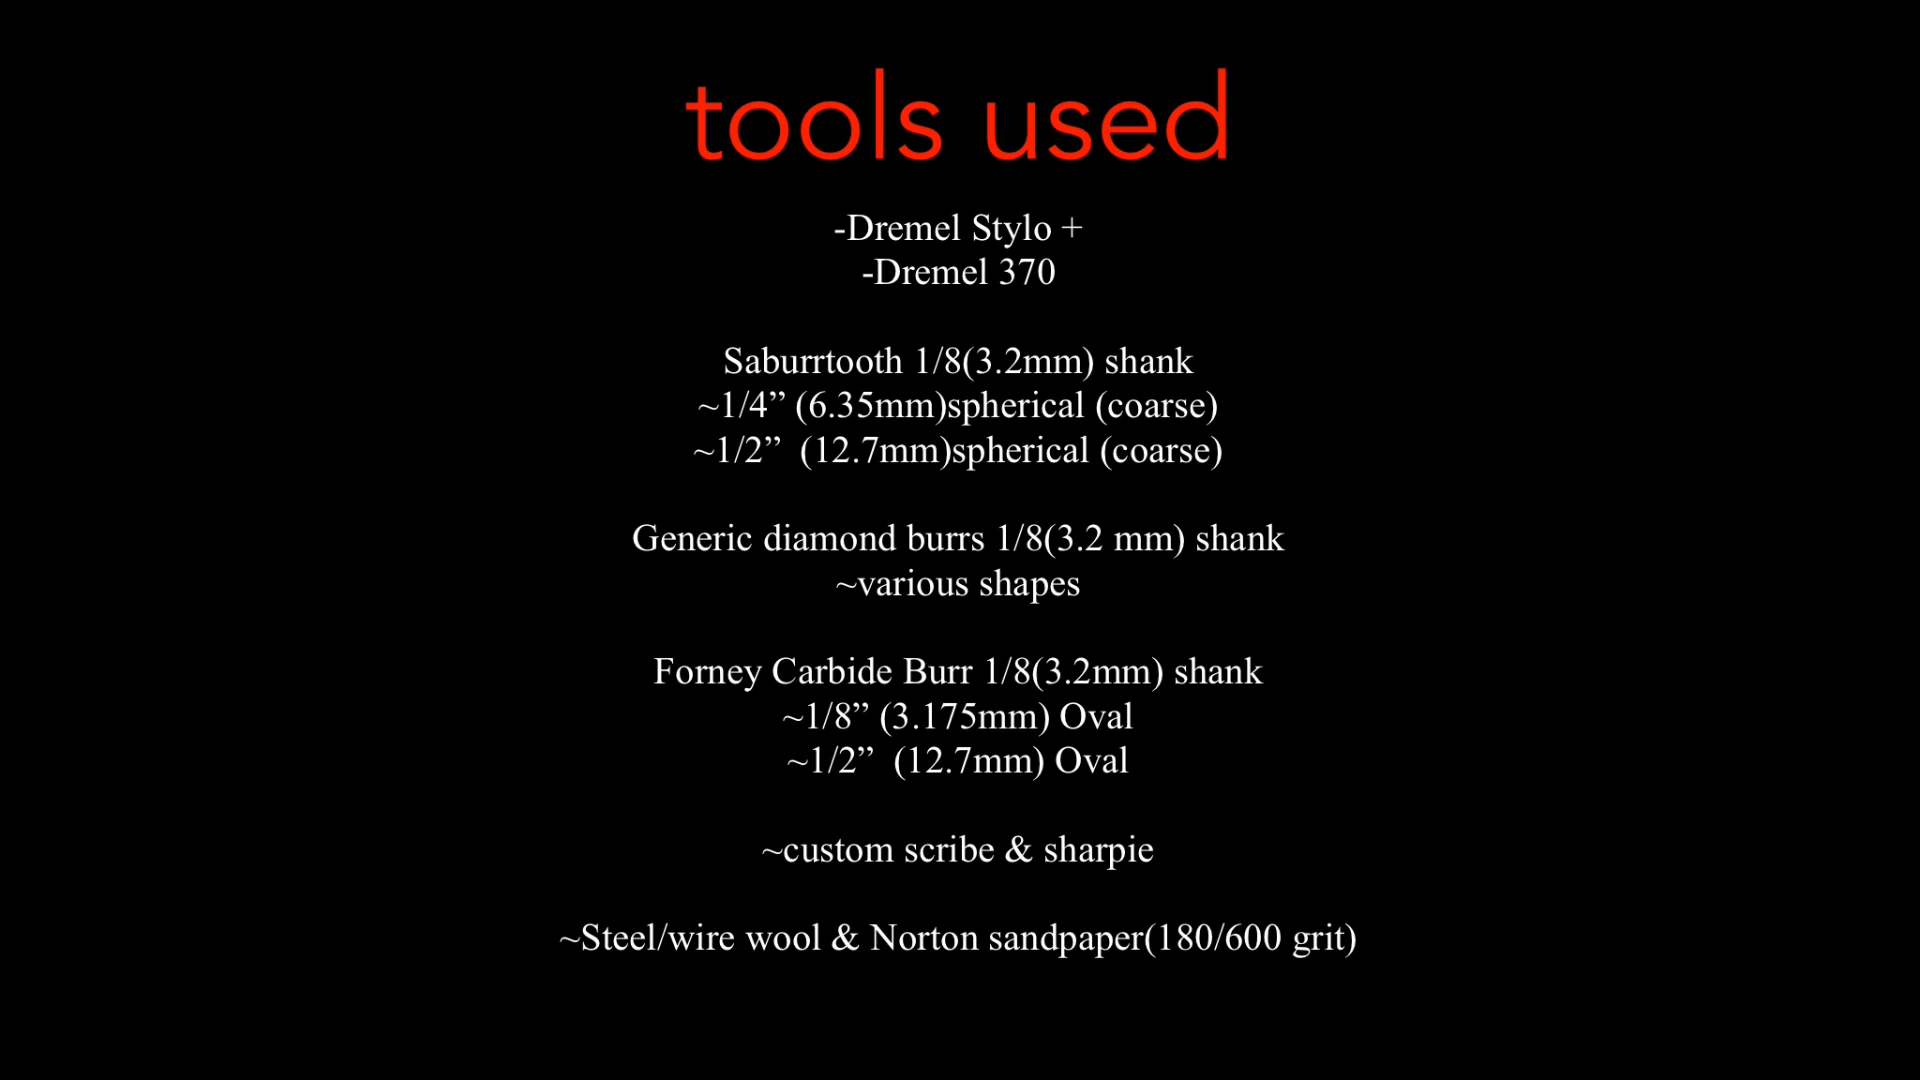 tools used
-Dremel Stylo +
-Dremel 370
Saburrtooth 1/8(3.2mm) shank
~1/4” (6.35mm)spherical (coarse)
~1/2”  (12.7mm)spherical (coarse)
Generic diamond burrs 1/8(3.2 mm) shank
~various shapes
Forney Carbide Burr 1/8(3.2mm) shank
~1/8” (3.175mm) Oval
~1/2”  (12.7mm) Oval
~custom scribe & sharpie
~Steel/wire wool & Norton sandpaper(180/600 grit)